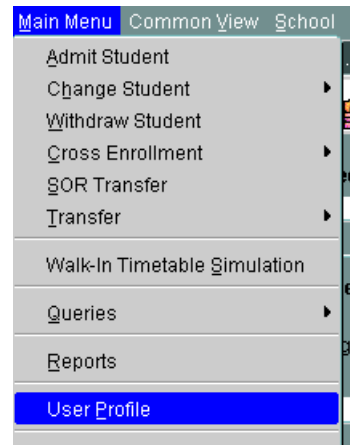 Main Menu Common View School
Admit Student
Change Student
Withdraw Student
Cross Enrollment
SOR Transfer
Transfer
Walk-In Timetable Simulation
Queries
Reports
User Profile